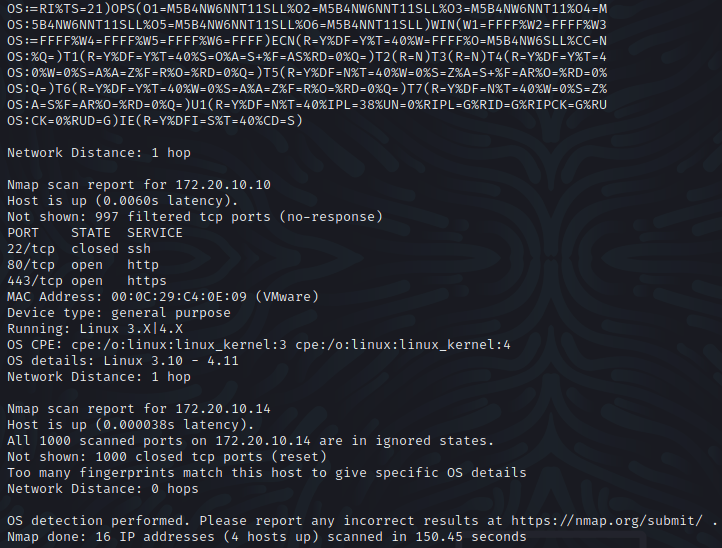 OS:=RI%TS=21)OPS(O1=M5B4NW6NNT11SLL%O2=M5B4NW6NNT11SLL%O3=M5B4NW6NNT11%O4=M
OS:5B4NW6NNT11SLL%O5=M5B4NW6NNT11SLL%O6=M5B4NNT11SLL)WIN(W1=FFFF%W2=FFFF%W3
OS:=FFFF%W4=FFFF%W5=FFFF%W6=FFFF)ECN(R=Y%DF=Y%T=40%W=FFFF%O=M5B4NW6SLL%CC=N
OS:%Q=)T1(R=Y%DF=Y%T=40%S=O%A=S+%F=AS%RD=0%Q=)T2(R=N)T3(R=N)T4(R=Y%DF=Y%T=4
OS:0%W=0%S=A%A=Z%F=R%O=%RD=0%Q=)T5(R=Y%DF=N%T=40%W=0%S=Z%A=S+%F=AR%O=%RD=0%
OS:Q=)T6(R=Y%DF=Y%T=40%W=0%S=A%A=Z%F=R%O=%RD=0%Q=)T7(R=Y%DF=N%T=40%W=0%S=Z%
OS:A=S%F=AR%O=%RD=0%Q=)U1(R=Y%DF=N%T=40%IPL=38%UN=0%RIPL=G%RID=G%RIPCK=G%RU
OS:CK=0%RUD=G)IE(R=Y%DFI=S%T=40%CD=S)
Network Distance: 1 hop
Nmap scan report for 172.20.10.10
Host is up (0.0060s latency).
Not shown: 997 filtered tcp ports (no-response)
PORT    STATE  SERVICE
22/tcp  closed ssh
80/tcp  open   http
443/tcp open   https
MAC Address: 00:0C:29:C4:0E:09 (VMware)
Device type: general purpose
Running: Linux 3.X|4.X
OS CPE: cpe:/o:linux:linux_kernel:3 cpe:/o:linux:linux_kernel:4
OS details: Linux 3.10 - 4.11
Network Distance: 1 hop
Nmap scan report for 172.20.10.14
Host is up (0.000038s latency).
All 1000 scanned ports on 172.20.10.14 are in ignored states.
Not shown: 1000 closed tcp ports (reset)
Too many fingerprints match this host to give specific OS details
Network Distance: 0 hops
OS detection performed. Please report any incorrect results at https://nmap.org/submit/ .
Nmap done: 16 IP addresses (4 hosts up) scanned in 150.45 seconds